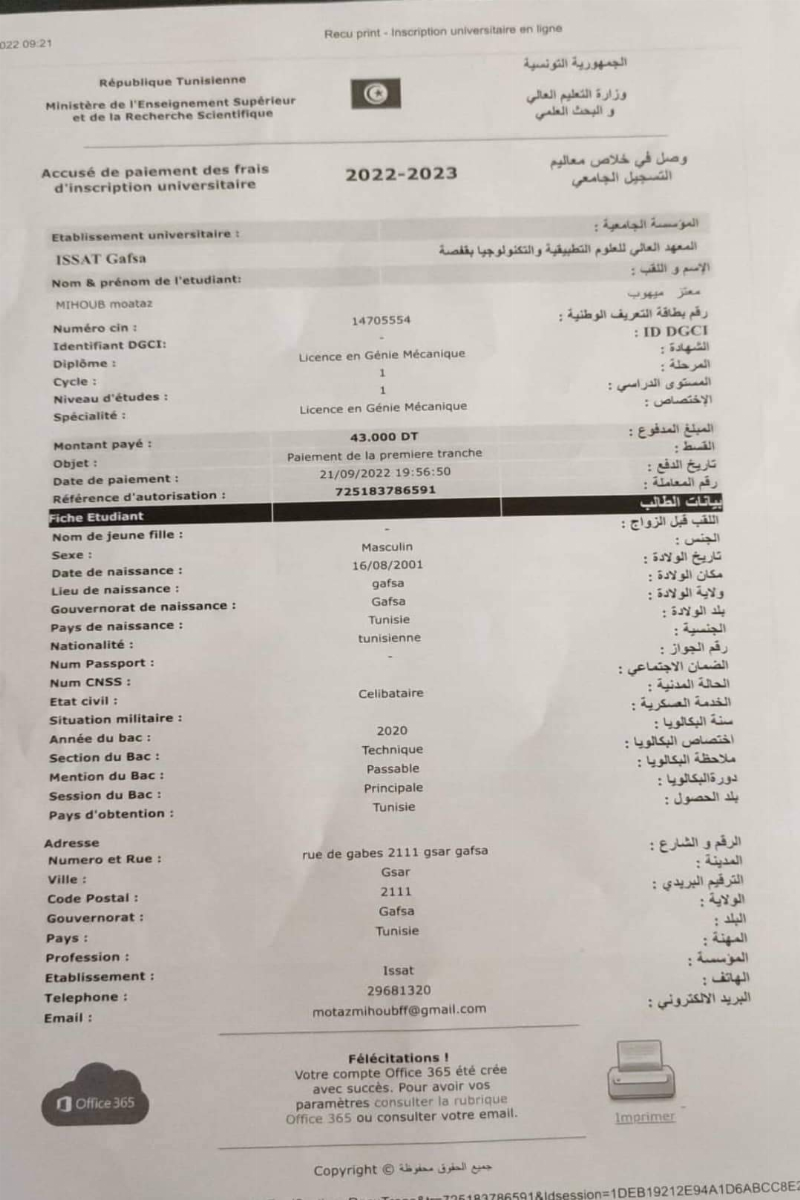 022 09:21
Recu print - Inscription universitaire en ligne
République Tunisienne
Ministère de l'Enseignement Supérieur
et de la Recherche Scientifique
الجمهورية التونسية
وزارة التعليم العالي
و البحث العلمي
Accusé de paiement des frais
d'inscription universitaire
2022-2023
وصل في خلاص معاليم
التسجيل الجامعي
Etablissement universitaire : المؤسسة الجامعية :
ISSAT Gafsa المعهد العالي للعلوم التطبيقية والتكنولوجيا بقفصة
Nom & prénom de l'etudiant: الإسم و اللقب :
MIHOUB moataz معتز ميهوب
Numéro cin : 14705554 رقم بطاقة التعريف الوطنية :
Identifiant DGCI: - ID DGCI :
Diplôme : Licence en Génie Mécanique الشهادة :
Cycle : 1 المرحلة :
Niveau d'études : 1 المستوى الدراسي :
Spécialité : Licence en Génie Mécanique الإختصاص :
Montant payé : 43.000 DT المبلغ المدفوع :
Objet : Paiement de la premiere tranche القسط :
Date de paiement : 21/09/2022 19:56:50 تاريخ الدفع :
Référence d'autorisation : 725183786591 رقم المعاملة :
Fiche Etudiant بيانات الطالب
Nom de jeune fille : - اللقب قبل الزواج :
Sexe : Masculin الجنس :
Date de naissance : 16/08/2001 تاريخ الولادة :
Lieu de naissance : gafsa مكان الولادة :
Gouvernorat de naissance : Gafsa ولاية الولادة :
Pays de naissance : Tunisie بلد الولادة :
Nationalité : tunisienne الجنسية :
Num Passport : - رقم الجواز :
Num CNSS : الضمان الاجتماعي :
Etat civil : Celibataire الحالة المدنية :
Situation militaire : الخدمة العسكرية :
Année du bac : 2020 سنة البكالويا :
Section du Bac : Technique اختصاص البكالويا :
Mention du Bac : Passable ملاحظة البكالويا :
Session du Bac : Principale دورةالبكالويا :
Pays d'obtention : Tunisie بلد الحصول :
Adresse
Numero et Rue : rue de gabes 2111 gsar gafsa الرقم و الشارع :
Ville : Gsar المدينة :
Code Postal : 2111 الترقيم البريدي :
Gouvernorat : Gafsa الولاية :
Pays : Tunisie البلد :
Profession : المهنة :
Etablissement : Issat المؤسسة :
Telephone : 29681320 الهاتف :
Email : motazmihoubff@gmail.com البريد الالكتروني :
Office 365
Félécitations !
Votre compte Office 365 été crée
avec succès. Pour avoir vos
paramètres consulter la rubrique
Office 365 ou consulter votre email.
Imprimer
Copyright © جميع الحقوق محفوظة
725183786591&Idsession=1DEB19212E94A1D6ABCC8E2